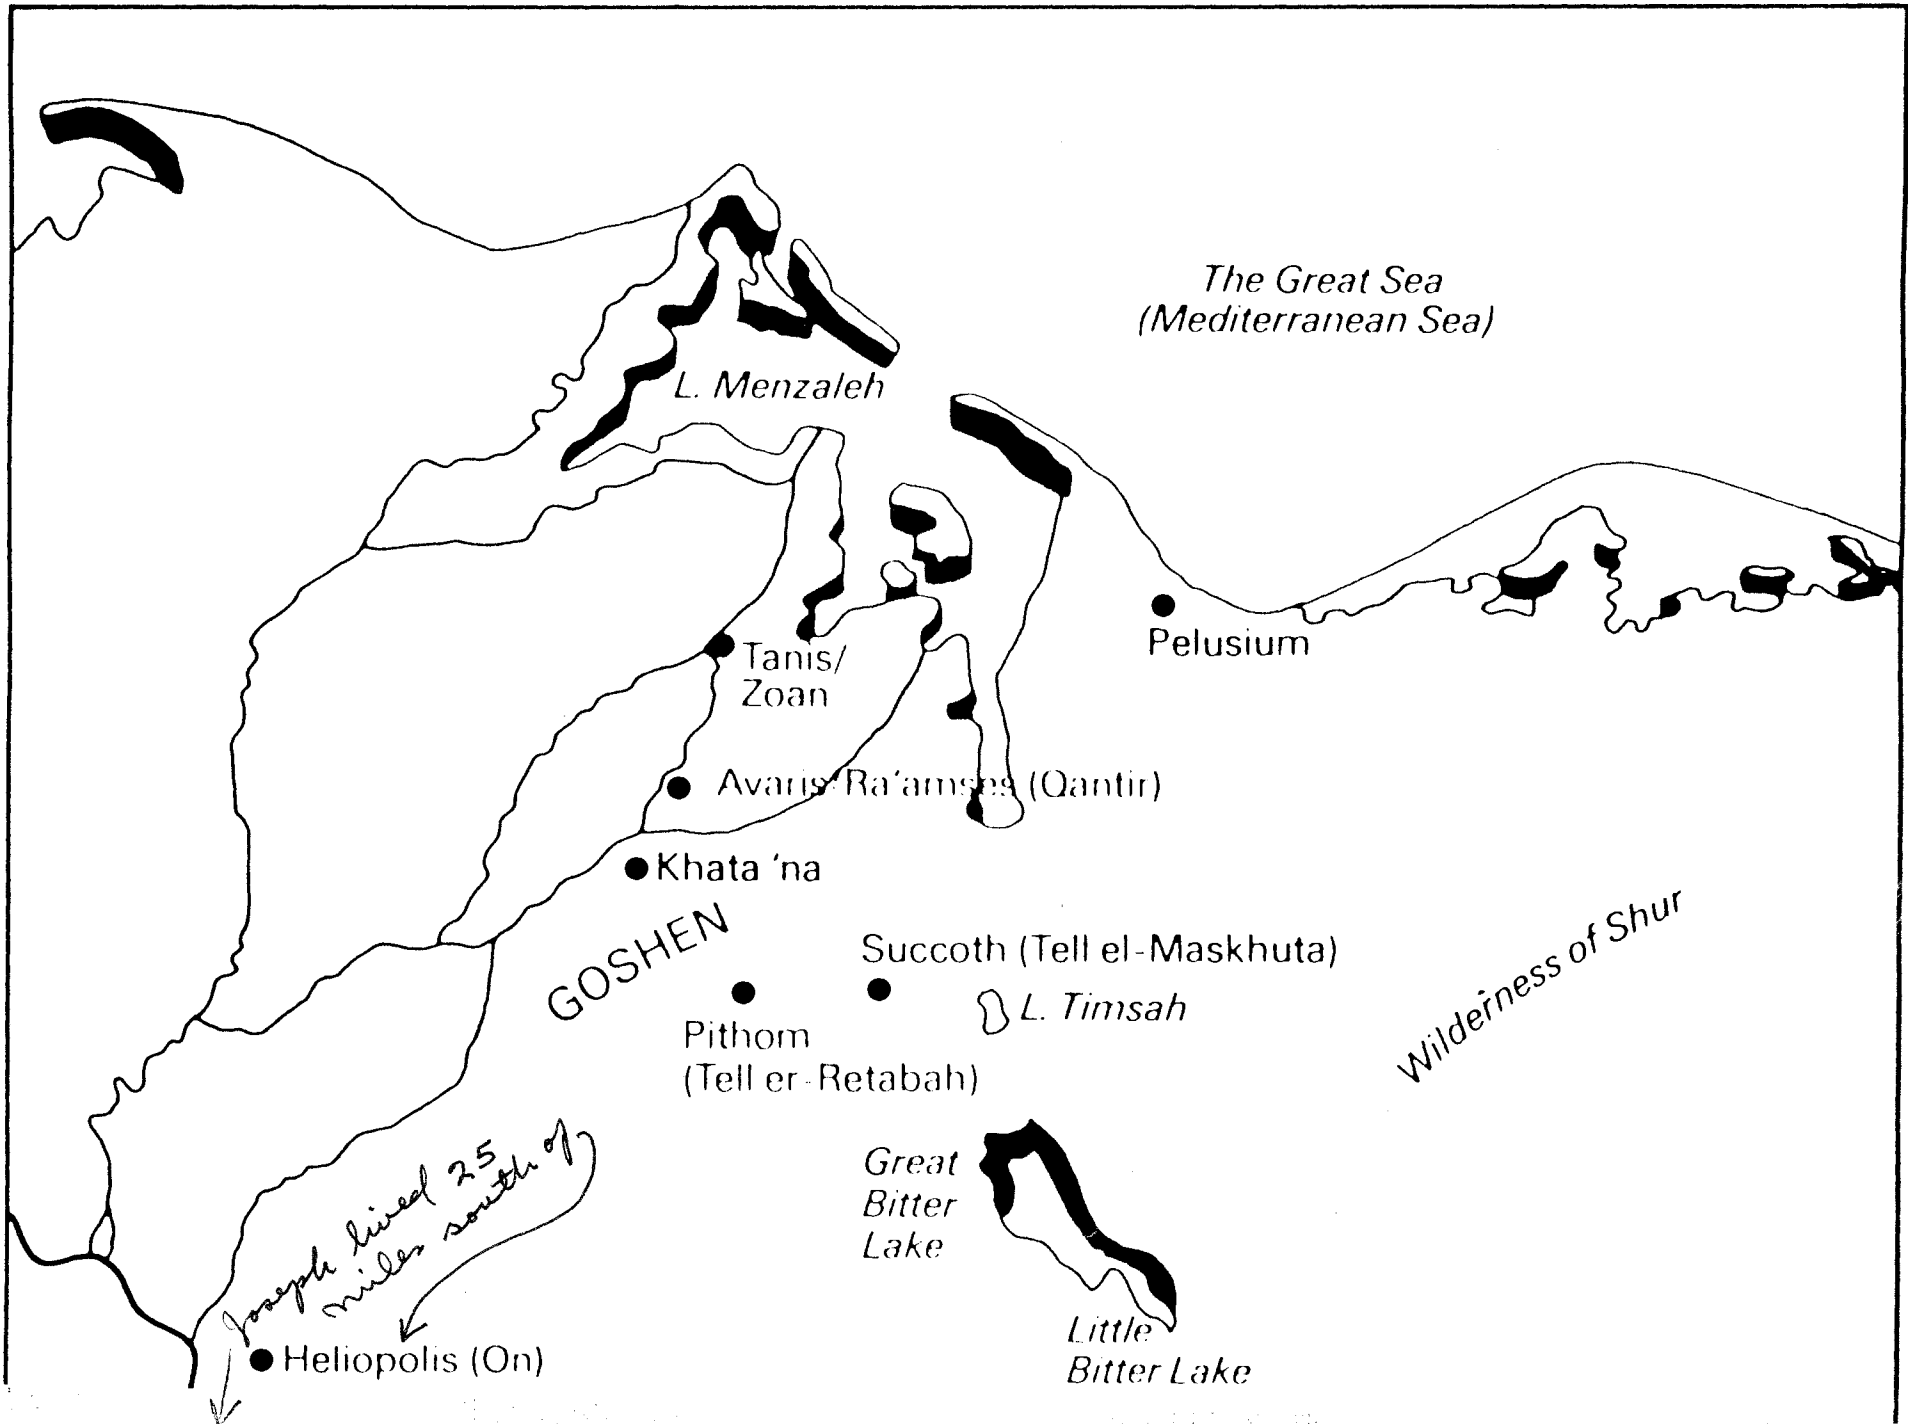 The Great Sea
(Mediterranean Sea)
L. Menzaleh
Pelusium
Tanis/
Zoan
Avaris/Ra'amses (Qantir)
Khata 'na
GOSHEN
Succoth (Tell el-Maskhuta)
L. Timsah
Pithom
(Tell er-Retabah)
Wilderness of Shur
Great
Bitter
Lake
Little
Bitter Lake
Joseph lived 25
miles south of
Heliopolis (On)